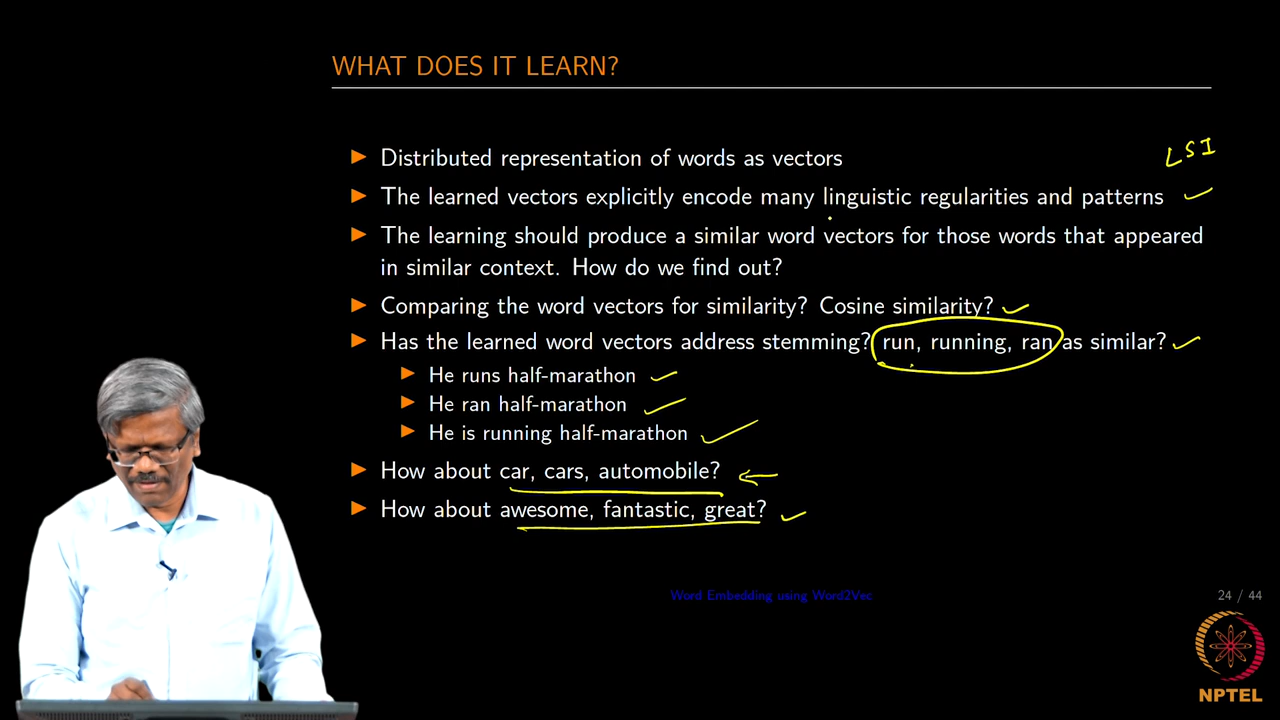 WHAT DOES IT LEARN?
Distributed representation of words as vectors
LSI
The learned vectors explicitly encode many linguistic regularities and patterns
The learning should produce a similar word vectors for those words that appeared
in similar context. How do we find out?
Comparing the word vectors for similarity? Cosine similarity?
Has the learned word vectors address stemming? run, running, ran as similar?
He runs half-marathon
He ran half-marathon
He is running half-marathon
How about car, cars, automobile?
How about awesome, fantastic, great?
Word Embedding using Word2Vec
24 / 44
NPTEL